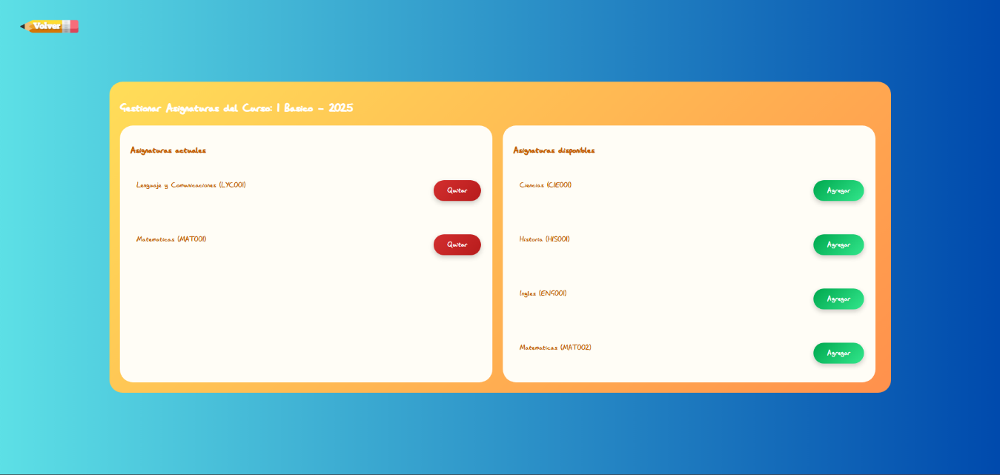 Volver
Gestionar Asignaturas del Curso: 1 Basico - 2025
Asignaturas actuales
Lenguaje y Comunicaciones (LYC001)
Quitar
Matematicas (MAT001)
Quitar
Asignaturas disponibles
Ciencias (CIE001)
Agregar
Historia (HIS001)
Agregar
Ingles (ENG001)
Agregar
Matematicas (MAT002)
Agregar